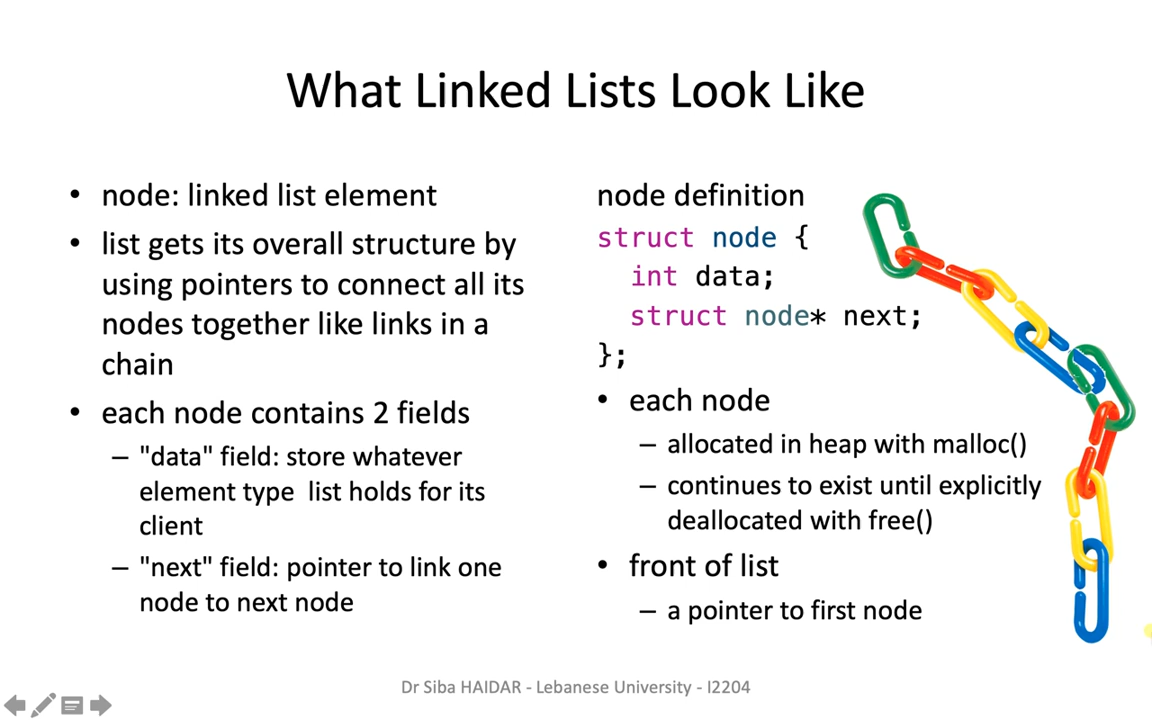 What Linked Lists Look Like
• node: linked list element
• list gets its overall structure by
using pointers to connect all its
nodes together like links in a
chain
• each node contains 2 fields
– "data" field: store whatever
element type list holds for its
client
– "next" field: pointer to link one
node to next node
node definition
struct node {
int data;
struct node* next;
};
• each node
– allocated in heap with malloc()
– continues to exist until explicitly
deallocated with free()
• front of list
– a pointer to first node
Dr Siba HAIDAR - Lebanese University - I2204